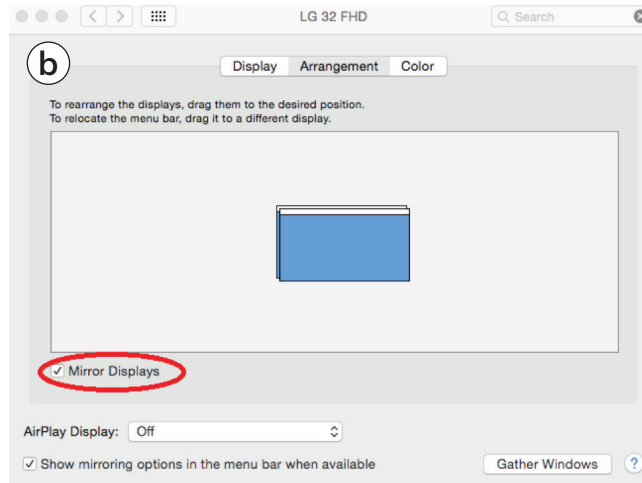 LG 32 FHD
Search
b
Display Arrangement Color
To rearrange the displays, drag them to the desired position.
To relocate the menu bar, drag it to a different display.
Mirror Displays
AirPlay Display: Off
Show mirroring options in the menu bar when available
Gather Windows ?